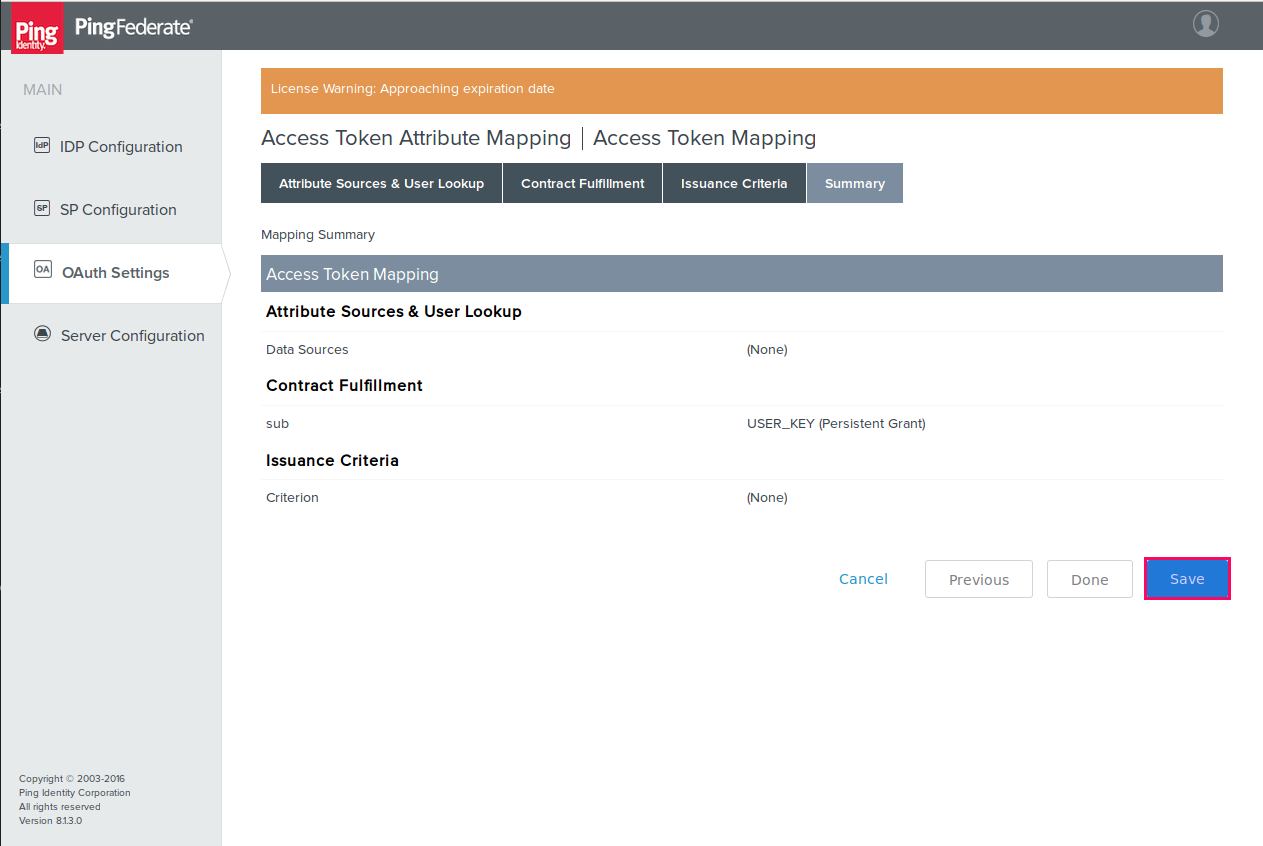 Ping
Identity.
PingFederate®
MAIN
IdP IDP Configuration
SP SP Configuration
OA OAuth Settings
Server Configuration
License Warning: Approaching expiration date
Access Token Attribute Mapping | Access Token Mapping
Attribute Sources & User Lookup Contract Fulfillment Issuance Criteria Summary
Mapping Summary
Access Token Mapping
Attribute Sources & User Lookup
Data Sources (None)
Contract Fulfillment
sub USER_KEY (Persistent Grant)
Issuance Criteria
Criterion (None)
Cancel Previous Done Save
Copyright © 2003-2016
Ping Identity Corporation
All rights reserved
Version 8.1.3.0